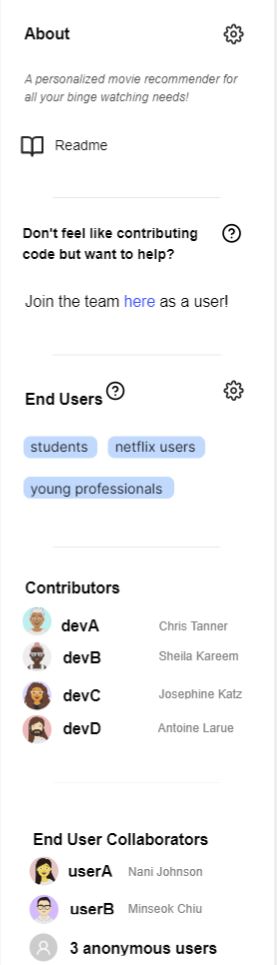 About
A personalized movie recommender for
all your binge watching needs!
Readme
Don't feel like contributing
code but want to help?
Join the team here as a user!
End Users
students netflix users
young professionals
Contributors
devA Chris Tanner
devB Sheila Kareem
devC Josephine Katz
devD Antoine Larue
End User Collaborators
userA Nani Johnson
userB Minseok Chiu
3 anonymous users